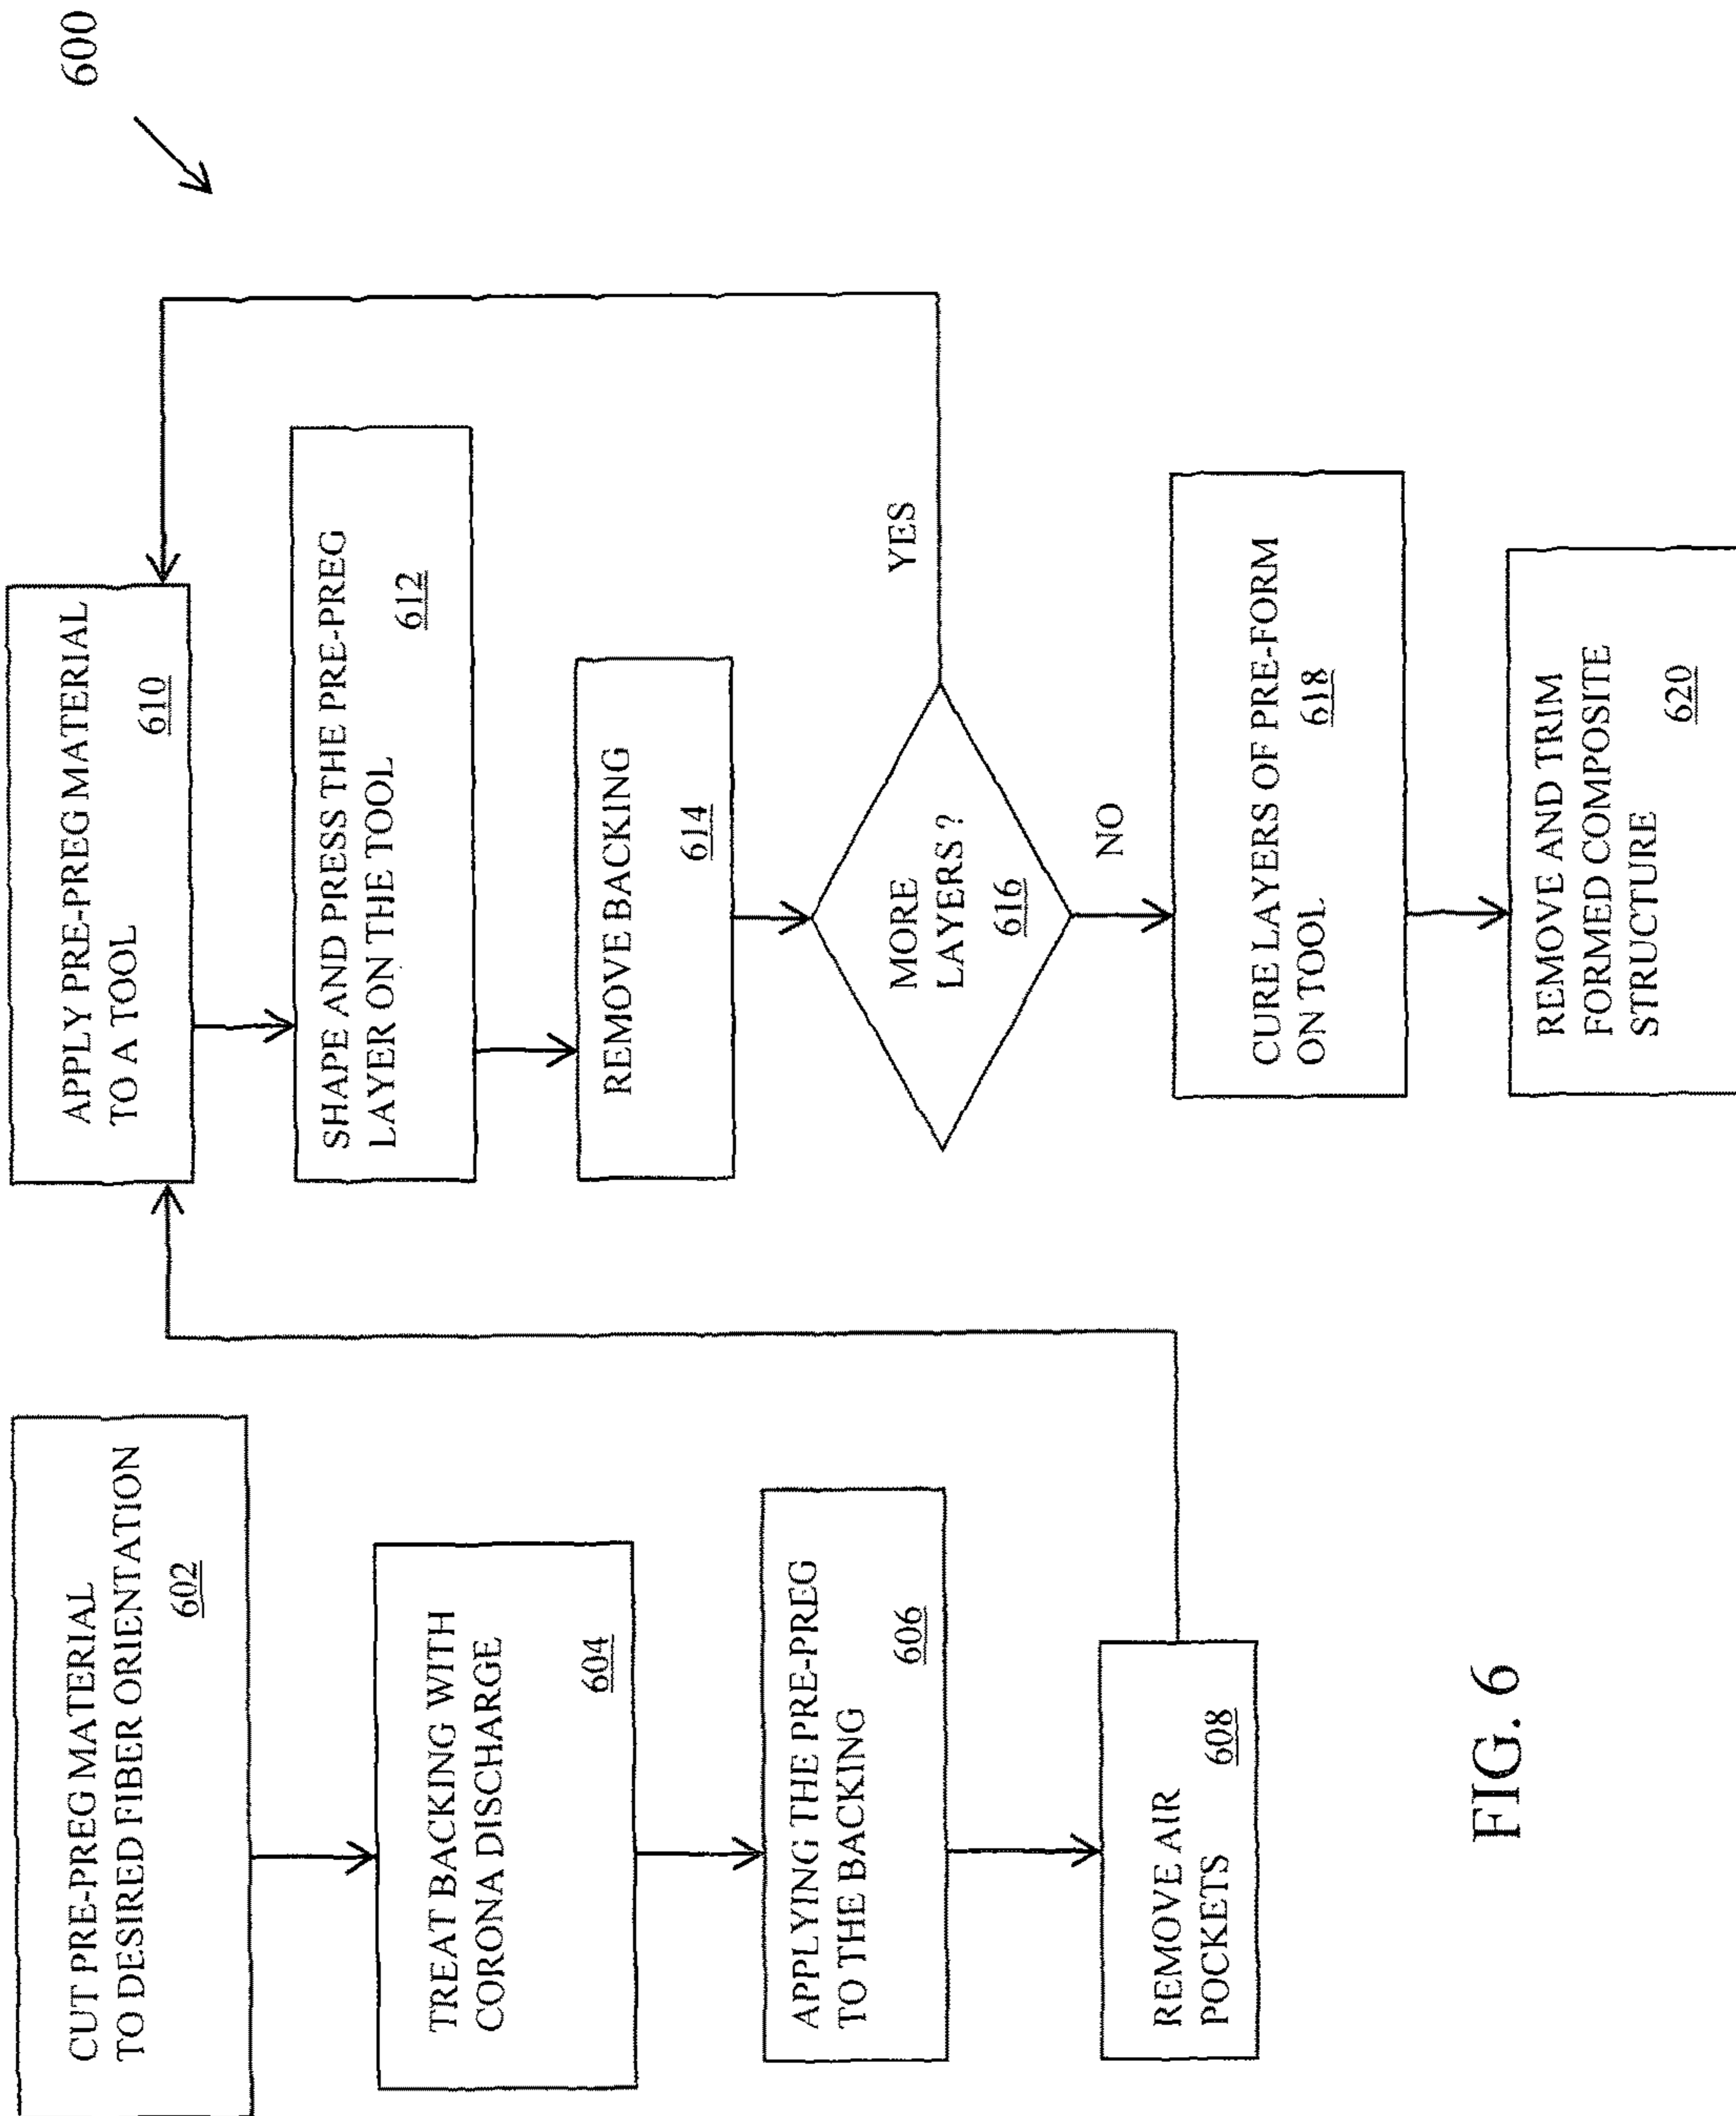 600
CUT PRE-PREG MATERIAL
TO DESIRED FIBER ORIENTATION
602
TREAT BACKING WITH
CORONA DISCHARGE
604
APPLYING THE PRE-PREG
TO THE BACKING
606
REMOVE AIR
POCKETS
608
APPLY PRE-PREG MATERIAL
TO A TOOL
610
SHAPE AND PRESS THE PRE-PREG
LAYER ON THE TOOL
612
REMOVE BACKING
614
MORE
LAYERS ?
616
YES
NO
CURE LAYERS OF PRE-FORM
ON TOOL
618
REMOVE AND TRIM
FORMED COMPOSITE
STRUCTURE
620
FIG. 6